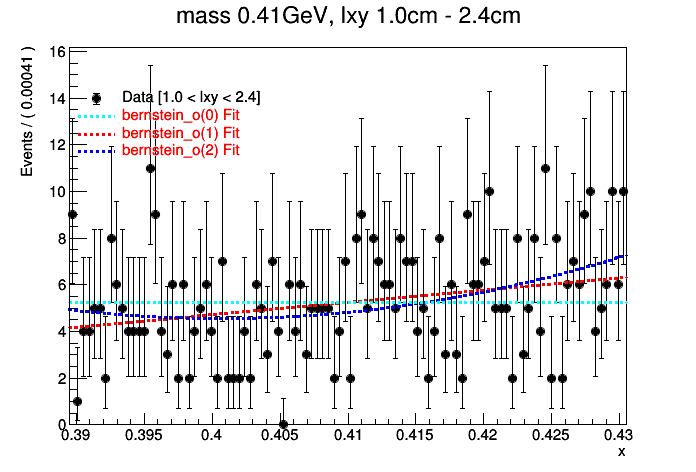 mass 0.41GeV, lxy 1.0cm - 2.4cm
Events / ( 0.00041 )
16
14
12
10
8
6
4
2
0
Data [1.0 < lxy < 2.4]
bernstein_o(0) Fit
bernstein_o(1) Fit
bernstein_o(2) Fit
0.39 0.395 0.4 0.405 0.41 0.415 0.42 0.425 0.43
x